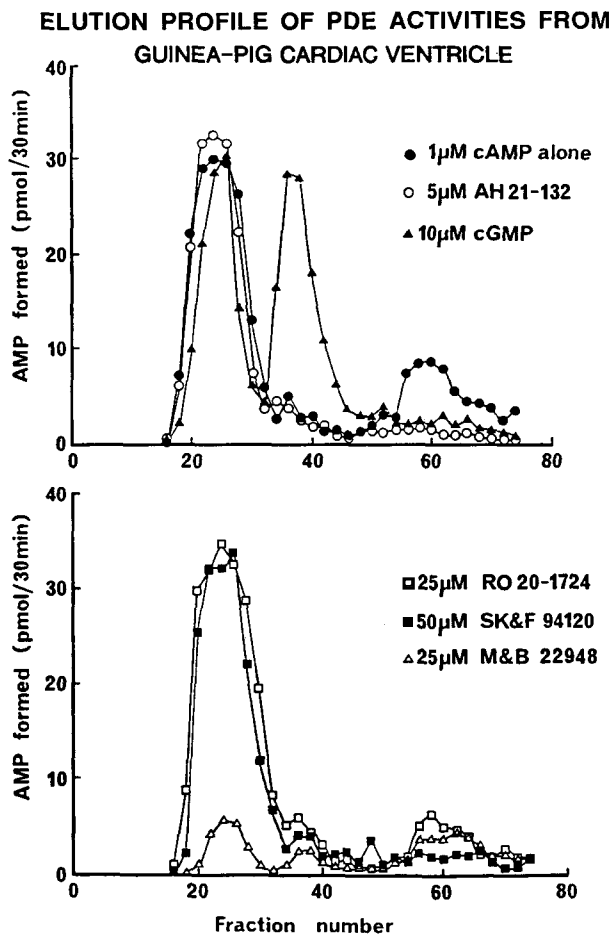 ELUTION PROFILE OF PDE ACTIVITIES FROM
GUINEA-PIG CARDIAC VENTRICLE
AMP formed (pmol/30min)
40
30
20
10
0
0
20
40
60
80
1µM cAMP alone
5µM AH 21-132
10µM cGMP
AMP formed (pmol/30min)
40
30
20
10
0
20
40
60
80
25µM RO 20-1724
50µM SK&F 94120
25µM M&B 22948
Fraction number